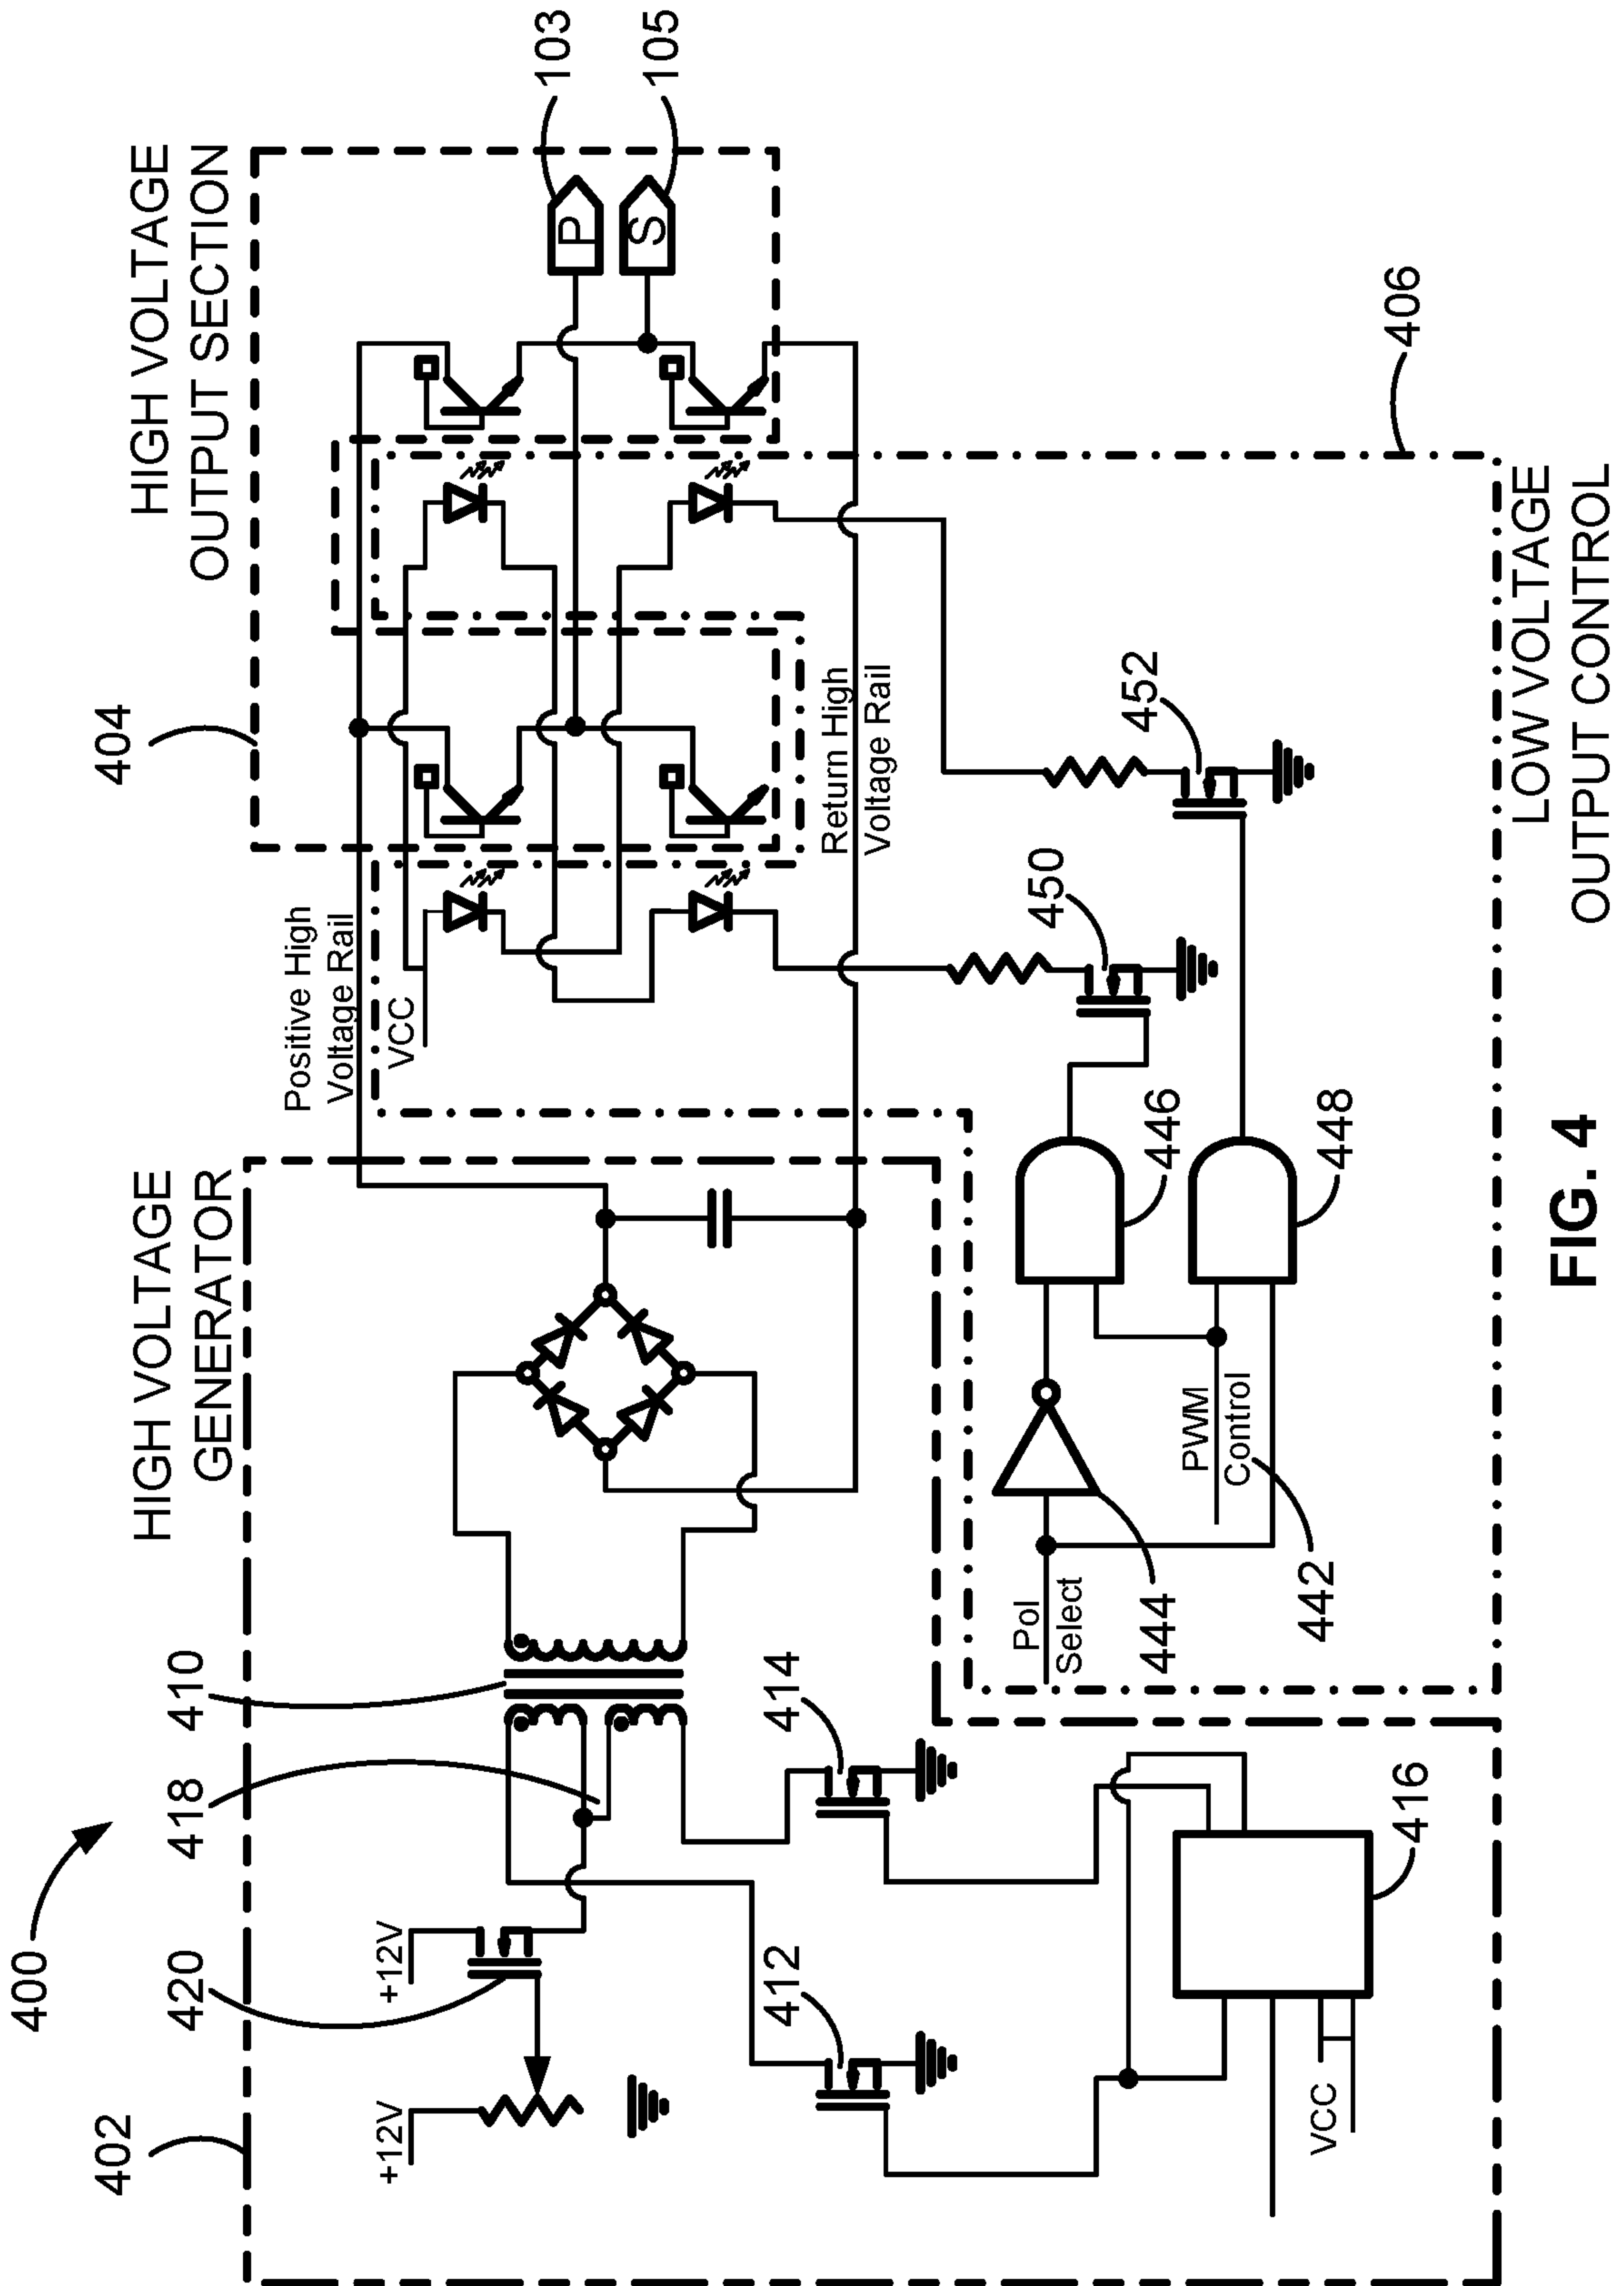 400
402
420
418
410
HIGH VOLTAGE
GENERATOR
404
HIGH VOLTAGE
OUTPUT SECTION
+12V
+12V
Positive High
Voltage Rail
VCC
P
S
103
105
Return High
Voltage Rail
412
414
416
VCC
Pol
Select
444
PWM
Control
442
446
448
450
452
406
LOW VOLTAGE
OUTPUT CONTROL
FIG. 4